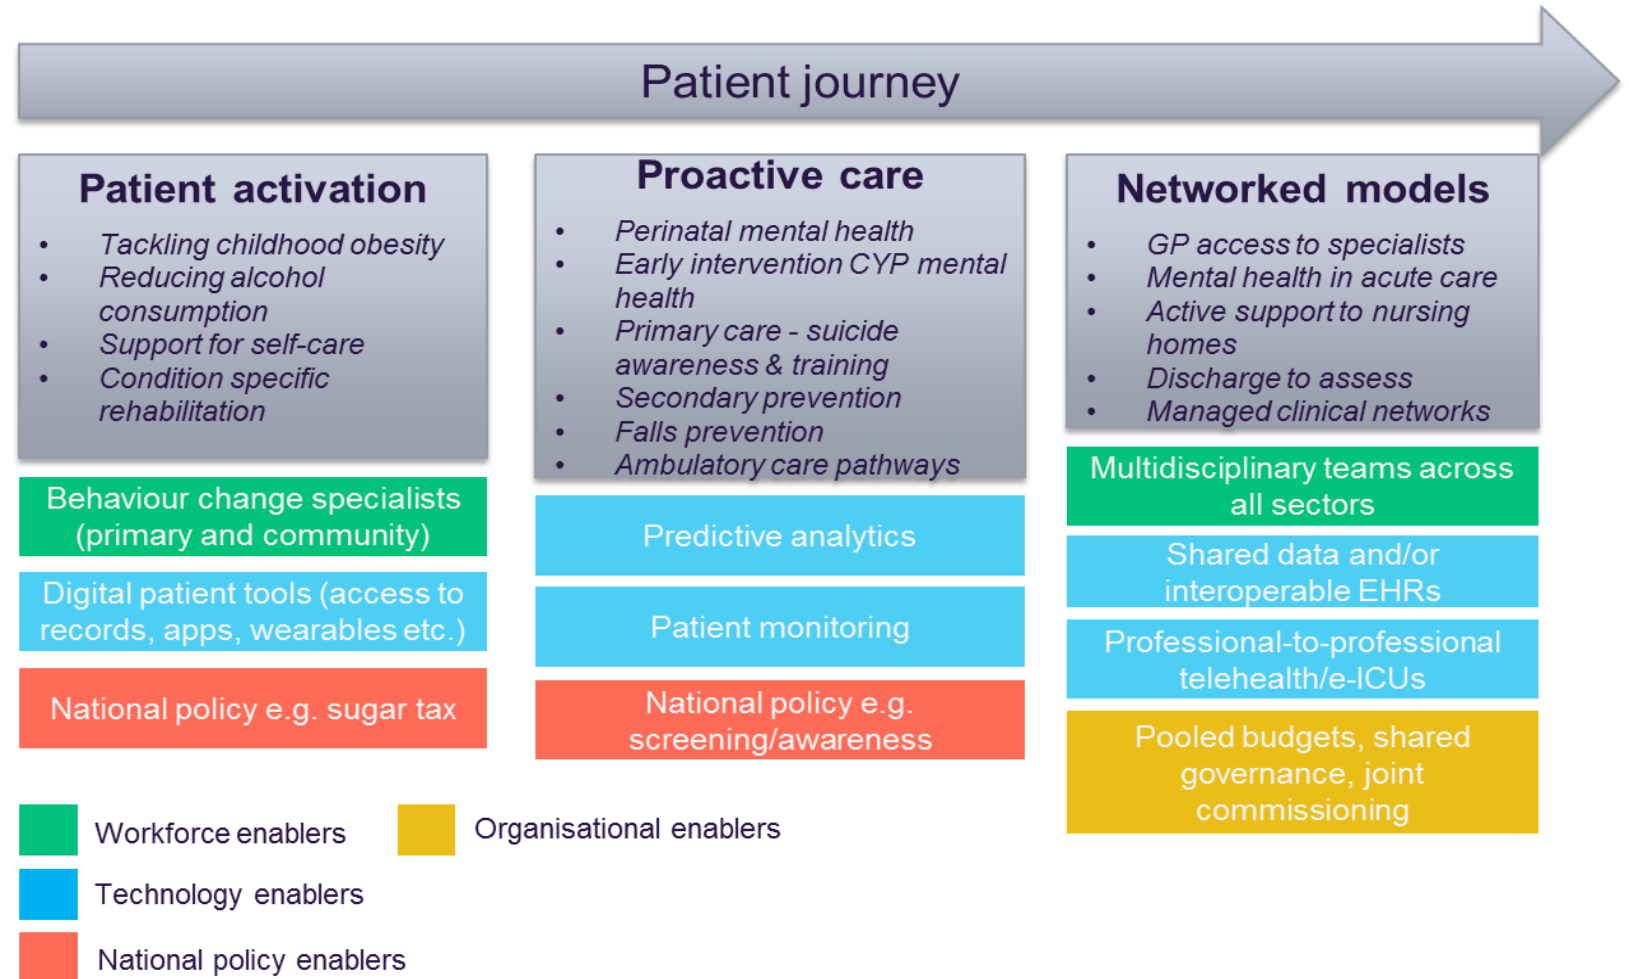 Patient journey
Patient activation
• Tackling childhood obesity
• Reducing alcohol
consumption
• Support for self-care
• Condition specific
rehabilitation
Behaviour change specialists
(primary and community)
Digital patient tools (access to
records, apps, wearables etc.)
National policy e.g. sugar tax
Proactive care
• Perinatal mental health
• Early intervention CYP mental
health
• Primary care - suicide
awareness & training
• Secondary prevention
• Falls prevention
• Ambulatory care pathways
Predictive analytics
Patient monitoring
National policy e.g.
screening/awareness
Networked models
• GP access to specialists
• Mental health in acute care
• Active support to nursing
homes
• Discharge to assess
• Managed clinical networks
Multidisciplinary teams across
all sectors
Shared data and/or
interoperable EHRs
Professional-to-professional
telehealth/e-ICUs
Pooled budgets, shared
governance, joint
commissioning
Workforce enablers
Organisational enablers
Technology enablers
National policy enablers